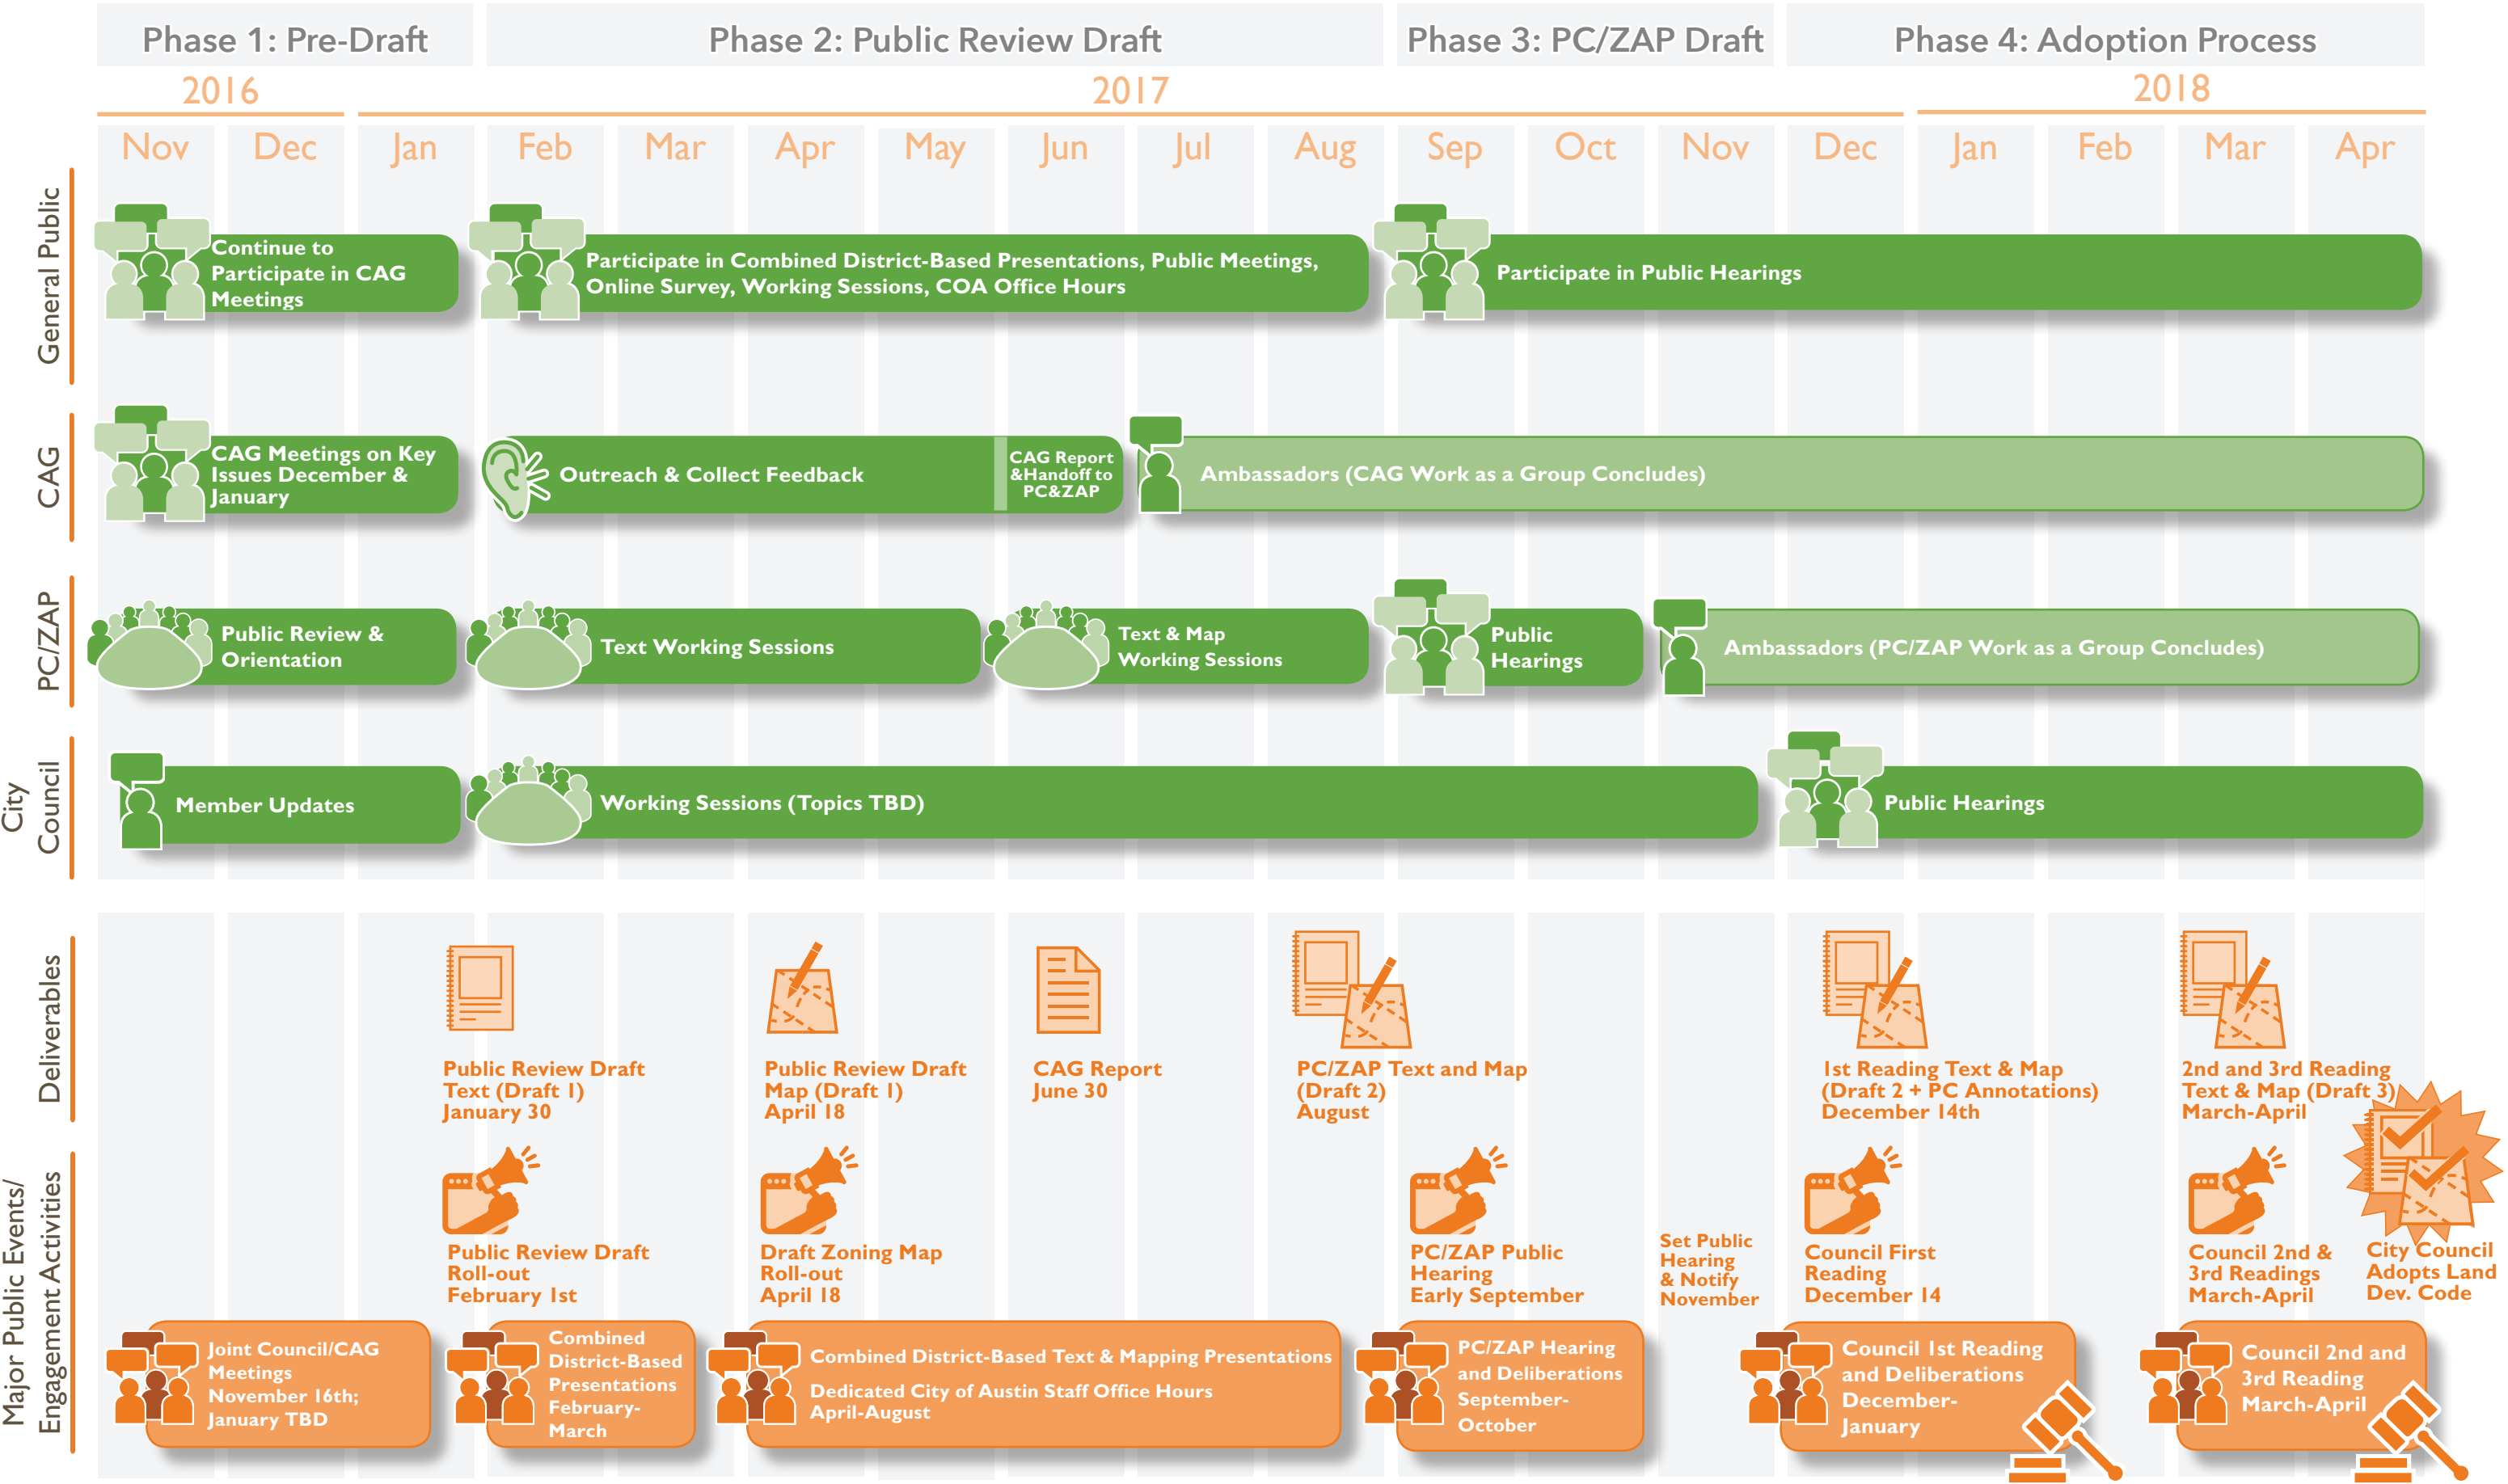 Phase 1: Pre-Draft
Phase 2: Public Review Draft
Phase 3: PC/ZAP Draft
Phase 4: Adoption Process
2016
2017
2018
Nov
Dec
Jan
Feb
Mar
Apr
May
Jun
Jul
Aug
Sep
Oct
Nov
Dec
Jan
Feb
Mar
Apr
General Public
Continue to
Participate in CAG
Meetings
Participate in Combined District-Based Presentations, Public Meetings,
Online Survey, Working Sessions, COA Office Hours
Participate in Public Hearings
CAG
CAG Meetings on Key
Issues December &
January
Outreach & Collect Feedback
CAG Report
&Handoff to
PC&ZAP
Ambassadors (CAG Work as a Group Concludes)
PC/ZAP
Public Review &
Orientation
Text Working Sessions
Text & Map
Working Sessions
Public
Hearings
Ambassadors (PC/ZAP Work as a Group Concludes)
City
Council
Member Updates
Working Sessions (Topics TBD)
Public Hearings
Deliverables
Public Review Draft
Text (Draft 1)
January 30
Public Review Draft
Map (Draft 1)
April 18
CAG Report
June 30
PC/ZAP Text and Map
(Draft 2)
August
1st Reading Text & Map
(Draft 2 + PC Annotations)
December 14th
2nd and 3rd Reading
Text & Map (Draft 3)
March-April
Major Public Events/
Engagement Activities
Public Review Draft
Roll-out
February 1st
Draft Zoning Map
Roll-out
April 18
PC/ZAP Public
Hearing
Early September
Set Public
Hearing
& Notify
November
Council First
Reading
December 14
Council 2nd &
3rd Readings
March-April
City Council
Adopts Land
Dev. Code
Joint Council/CAG
Meetings
November 16th;
January TBD
Combined
District-Based
Presentations
February-
March
Combined District-Based Text & Mapping Presentations
Dedicated City of Austin Staff Office Hours
April-August
PC/ZAP Hearing
and Deliberations
September-
October
Council 1st Reading
and Deliberations
December-
January
Council 2nd and
3rd Reading
March-April